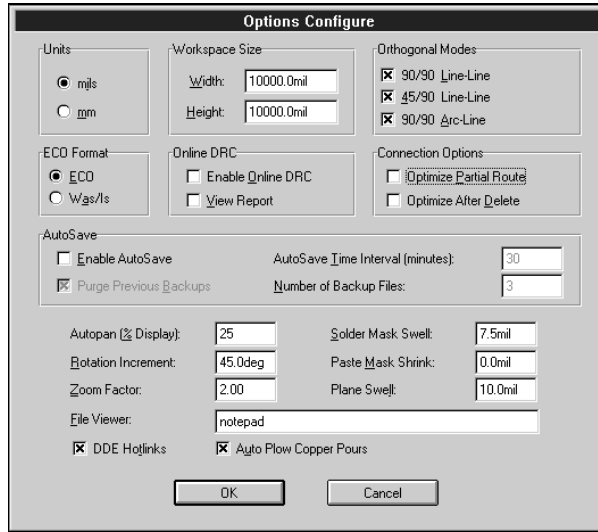 Options Configure
Units
mils
mm
Workspace Size
Width: 10000.0mil
Height: 10000.0mil
Orthogonal Modes
90/90 Line-Line
45/90 Line-Line
90/90 Arc-Line
ECO Format
ECO
Was/Is
Online DRC
Enable Online DRC
View Report
Connection Options
Optimize Partial Route
Optimize After Delete
AutoSave
Enable AutoSave
AutoSave Time Interval (minutes): 30
Purge Previous Backups
Number of Backup Files: 3
Autopan (% Display): 25
Solder Mask Swell: 7.5mil
Rotation Increment: 45.0deg
Paste Mask Shrink: 0.0mil
Zoom Factor: 2.00
Plane Swell: 10.0mil
File Viewer: notepad
DDE Hotlinks
Auto Plow Copper Pours
OK
Cancel